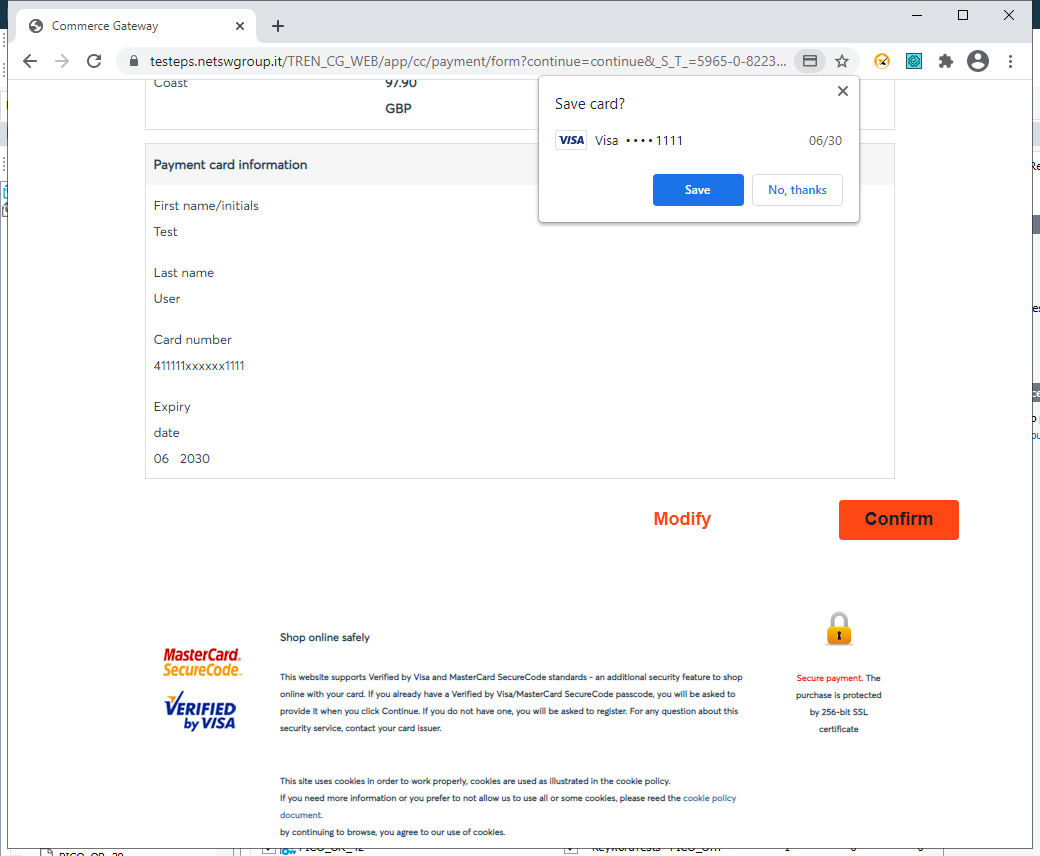 Commerce Gateway
testeps.netswgroup.it/TREN_CG_WEB/app/cc/payment/form?continue=continue&_S_T_=5965-0-8223...
Coast 97.90
GBP
Save card?
VISA Visa •••• 1111 06/30
Save No, thanks
Payment card information
First name/initials
Test
Last name
User
Card number
411111xxxxxx1111
Expiry
date
06 2030
Modify Confirm
MasterCard.
SecureCode.
VERIFIED
by VISA
Shop online safely
This website supports Verified by Visa and MasterCard SecureCode standards - an additional security feature to shop
online with your card. If you already have a Verified by Visa/MasterCard SecureCode passcode, you will be asked to
provide it when you click Continue. If you do not have one, you will be asked to register. For any question about this
security service, contact your card issuer.
Secure payment. The
purchase is protected
by 256-bit SSL
certificate
This site uses cookies in order to work properly, cookies are used as illustrated in the cookie policy.
If you need more information or you prefer to not allow us to use all or some cookies, please reed the cookie policy
document.
by continuing to browse, you agree to our use of cookies.